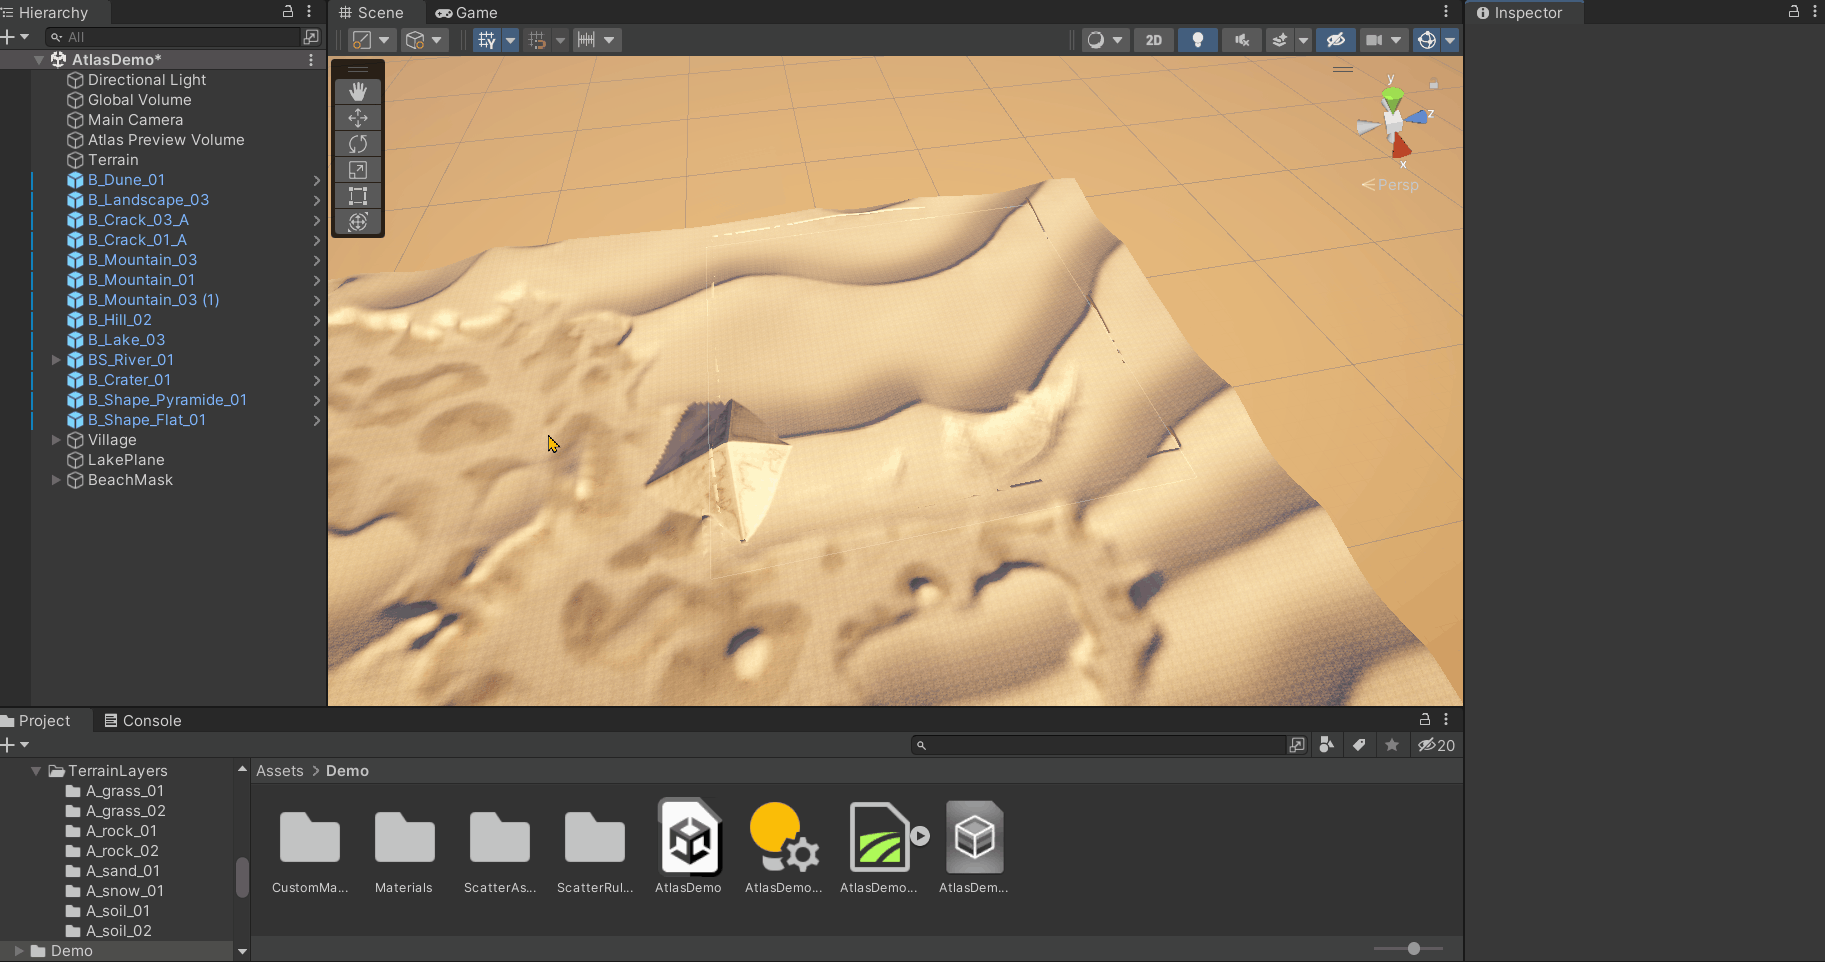 Hierarchy
All
AtlasDemo*
Directional Light
Global Volume
Main Camera
Atlas Preview Volume
Terrain
B_Dune_01
B_Landscape_03
B_Crack_03_A
B_Crack_01_A
B_Mountain_03
B_Mountain_01
B_Mountain_03 (1)
B_Hill_02
B_Lake_03
BS_River_01
B_Crater_01
B_Shape_Pyramide_01
B_Shape_Flat_01
Village
LakePlane
BeachMask
Scene
Game
2D
y
z
x
Persp
Inspector
Project
Console
20
TerrainLayers
A_grass_01
A_grass_02
A_rock_01
A_rock_02
A_sand_01
A_snow_01
A_soil_01
A_soil_02
Demo
Assets > Demo
CustomMa...
Materials
ScatterAs...
ScatterRul...
AtlasDemo
AtlasDemo...
AtlasDemo...
AtlasDem...